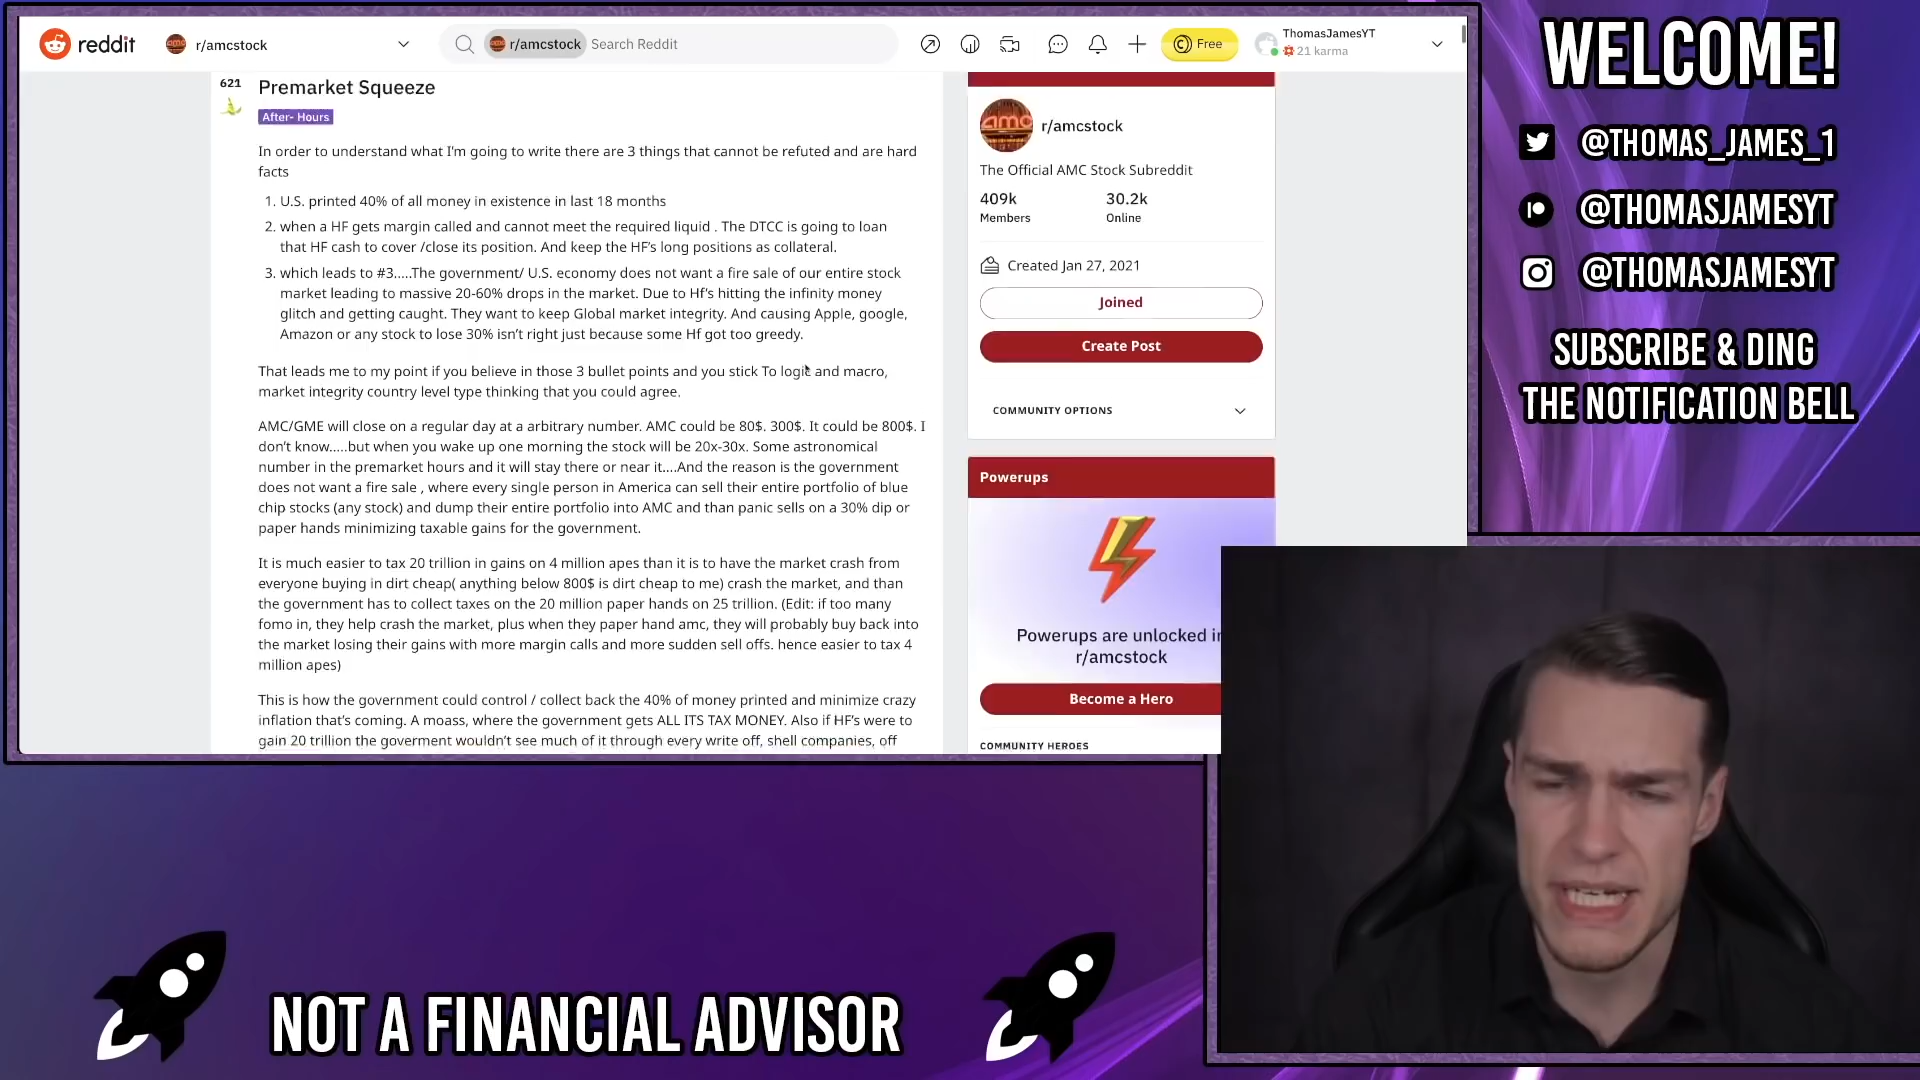 reddit
r/amcstock
r/amcstock Search Reddit
Free
ThomasJamesYT
21 karma
621
Premarket Squeeze
After- Hours
In order to understand what I'm going to write there are 3 things that cannot be refuted and are hard
facts
1. U.S. printed 40% of all money in existence in last 18 months
2. when a HF gets margin called and cannot meet the required liquid . The DTCC is going to loan
that HF cash to cover /close its position. And keep the HF's long positions as collateral.
3. which leads to #3.....The government/ U.S. economy does not want a fire sale of our entire stock
market leading to massive 20-60% drops in the market. Due to Hf's hitting the infinity money
glitch and getting caught. They want to keep Global market integrity. And causing Apple, google,
Amazon or any stock to lose 30% isn't right just because some Hf got too greedy.
That leads me to my point if you believe in those 3 bullet points and you stick To logic and macro,
market integrity country level type thinking that you could agree.
AMC/GME will close on a regular day at a arbitrary number. AMC could be 80$. 300$. It could be 800$. I
don't know.....but when you wake up one morning the stock will be 20x-30x. Some astronomical
number in the premarket hours and it will stay there or near it....And the reason is the government
does not want a fire sale , where every single person in America can sell their entire portfolio of blue
chip stocks (any stock) and dump their entire portfolio into AMC and than panic sells on a 30% dip or
paper hands minimizing taxable gains for the government.
It is much easier to tax 20 trillion in gains on 4 million apes than it is to have the market crash from
everyone buying in dirt cheap( anything below 800$ is dirt cheap to me) crash the market, and than
the government has to collect taxes on the 20 million paper hands on 25 trillion. (Edit: if too many
fomo in, they help crash the market, plus when they paper hand amc, they will probably buy back into
the market losing their gains with more margin calls and more sudden sell offs. hence easier to tax 4
million apes)
This is how the government could control / collect back the 40% of money printed and minimize crazy
inflation that's coming. A moass, where the government gets ALL ITS TAX MONEY. Also if HF's were to
gain 20 trillion the goverment wouldn't see much of it through every write off, shell companies, off
amc
r/amcstock
The Official AMC Stock Subreddit
409k 30.2k
Members Online
Created Jan 27, 2021
Joined
Create Post
COMMUNITY OPTIONS
Powerups
Powerups are unlocked in
r/amcstock
Become a Hero
COMMUNITY HEROES
WELCOME!
@THOMAS_JAMES_1
@THOMASJAMESYT
@THOMASJAMESYT
SUBSCRIBE & DING
THE NOTIFICATION BELL
NOT A FINANCIAL ADVISOR